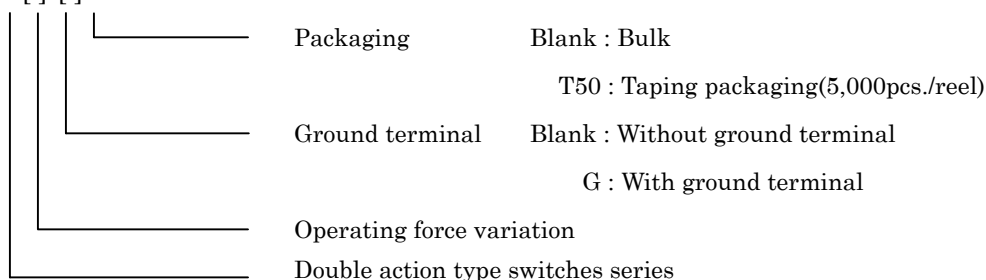 Packaging Blank : Bulk
T50 : Taping packaging(5,000pcs./reel)
Ground terminal Blank : Without ground terminal
G : With ground terminal
Operating force variation
Double action type switches series